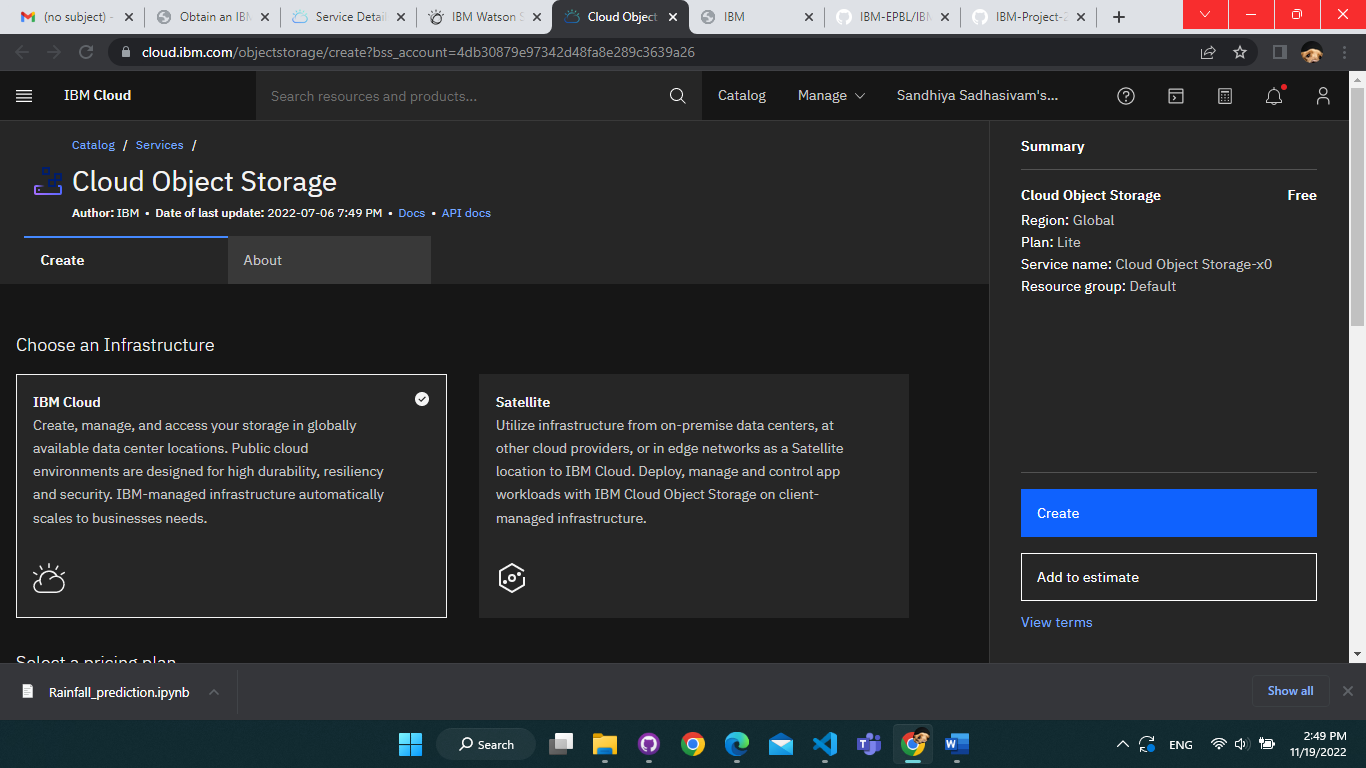 (no subject) -
Obtain an IBM
Service Detail
IBM Watson S
Cloud Object
IBM
IBM-EPBL/IBM
IBM-Project-2
cloud.ibm.com/objectstorage/create?bss_account=4db30879e97342d48fa8e289c3639a26
IBM Cloud
Search resources and products...
Catalog
Manage
Sandhiya Sadhasivam's...
Catalog / Services /
Cloud Object Storage
Author: IBM • Date of last update: 2022-07-06 7:49 PM • Docs • API docs
Create
About
Choose an Infrastructure
IBM Cloud
Create, manage, and access your storage in globally
available data center locations. Public cloud
environments are designed for high durability, resiliency
and security. IBM-managed infrastructure automatically
scales to businesses needs.
Satellite
Utilize infrastructure from on-premise data centers, at
other cloud providers, or in edge networks as a Satellite
location to IBM Cloud. Deploy, manage and control app
workloads with IBM Cloud Object Storage on client-
managed infrastructure.
Select a pricing plan
Summary
Cloud Object Storage Free
Region: Global
Plan: Lite
Service name: Cloud Object Storage-x0
Resource group: Default
Create
Add to estimate
View terms
Rainfall_prediction.ipynb
Show all
Search
ENG
2:49 PM
11/19/2022